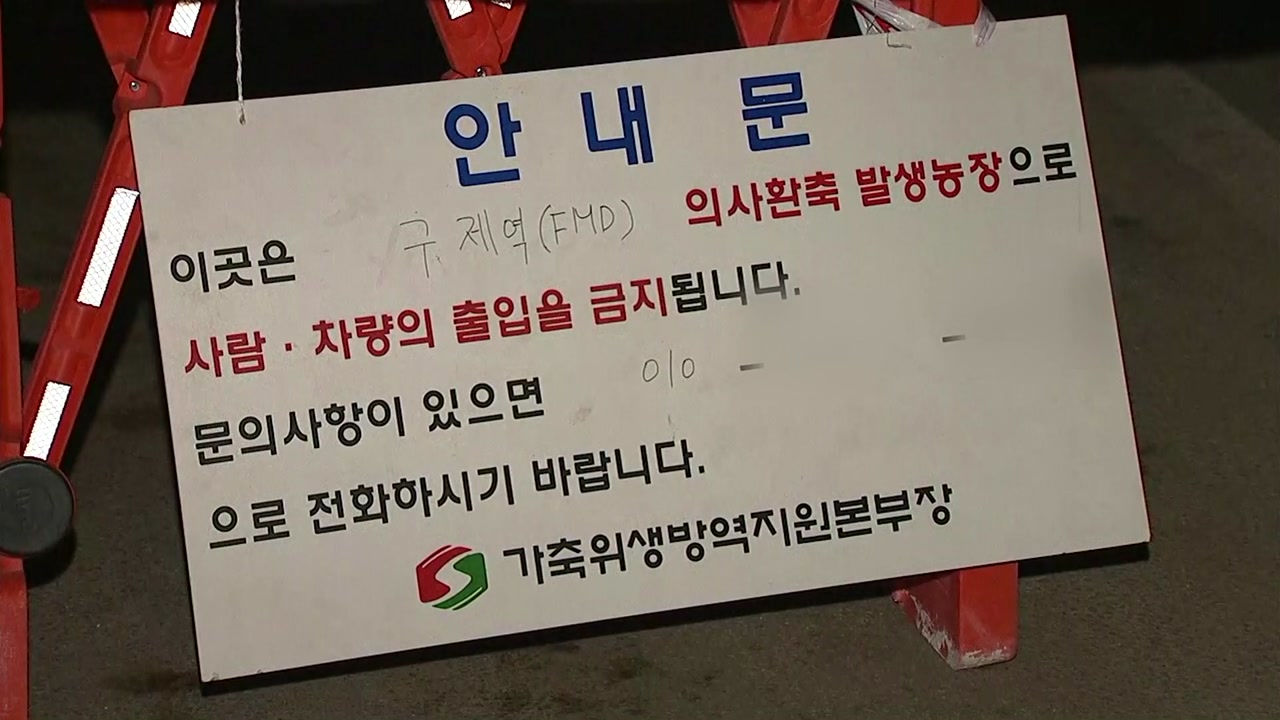 안내문
이곳은 구제역(FMD) 의사환축 발생농장으로
사람 · 차량의 출입을 금지됩니다.
문의사항이 있으면 010 - -
으로 전화하시기 바랍니다.
가축위생방역지원본부장